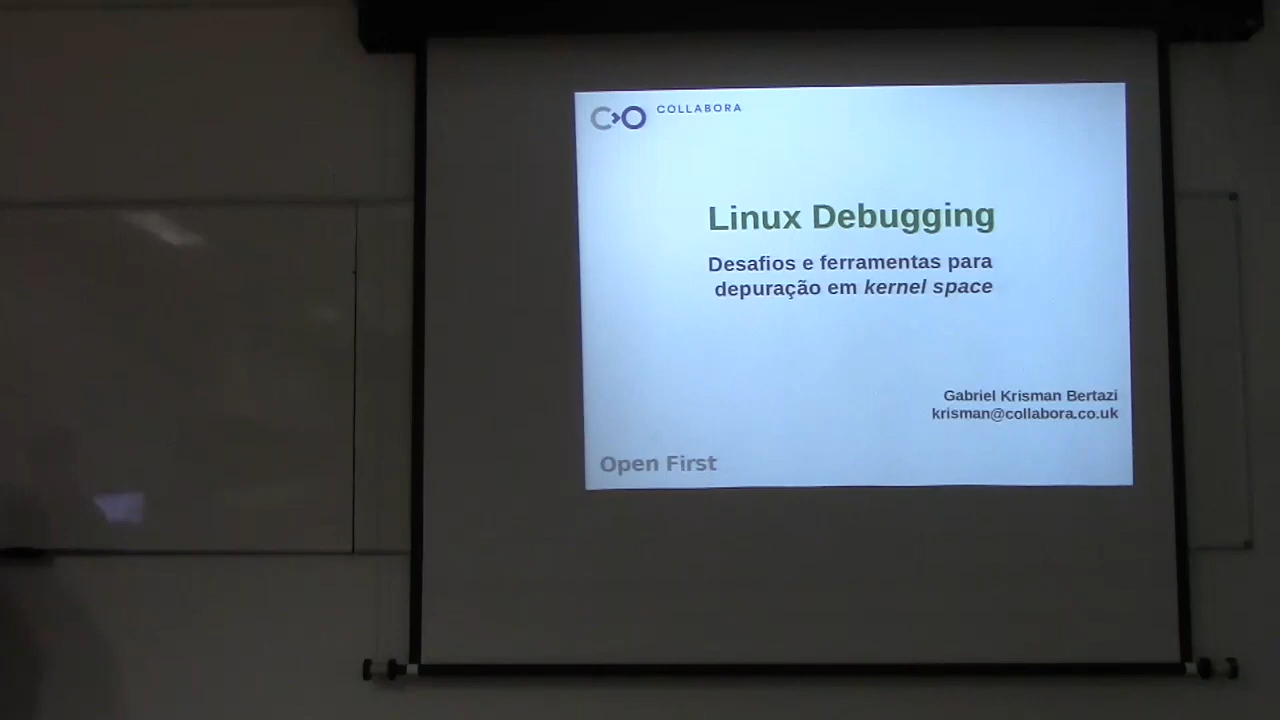 COLLABORA
Linux Debugging
Desafios e ferramentas para
depuração em kernel space
Gabriel Krisman Bertazi
krisman@collabora.co.uk
Open First